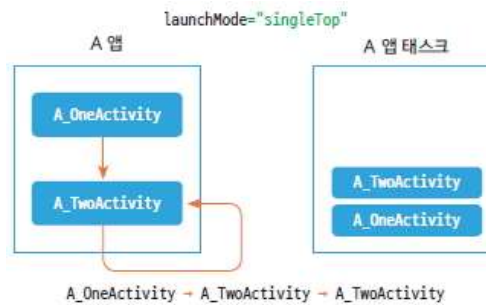 launchMode="singleTop"
A 앱
A 앱 태스크
A_OneActivity
A_TwoActivity
A_TwoActivity
A_OneActivity
A_OneActivity → A_TwoActivity → A_TwoActivity